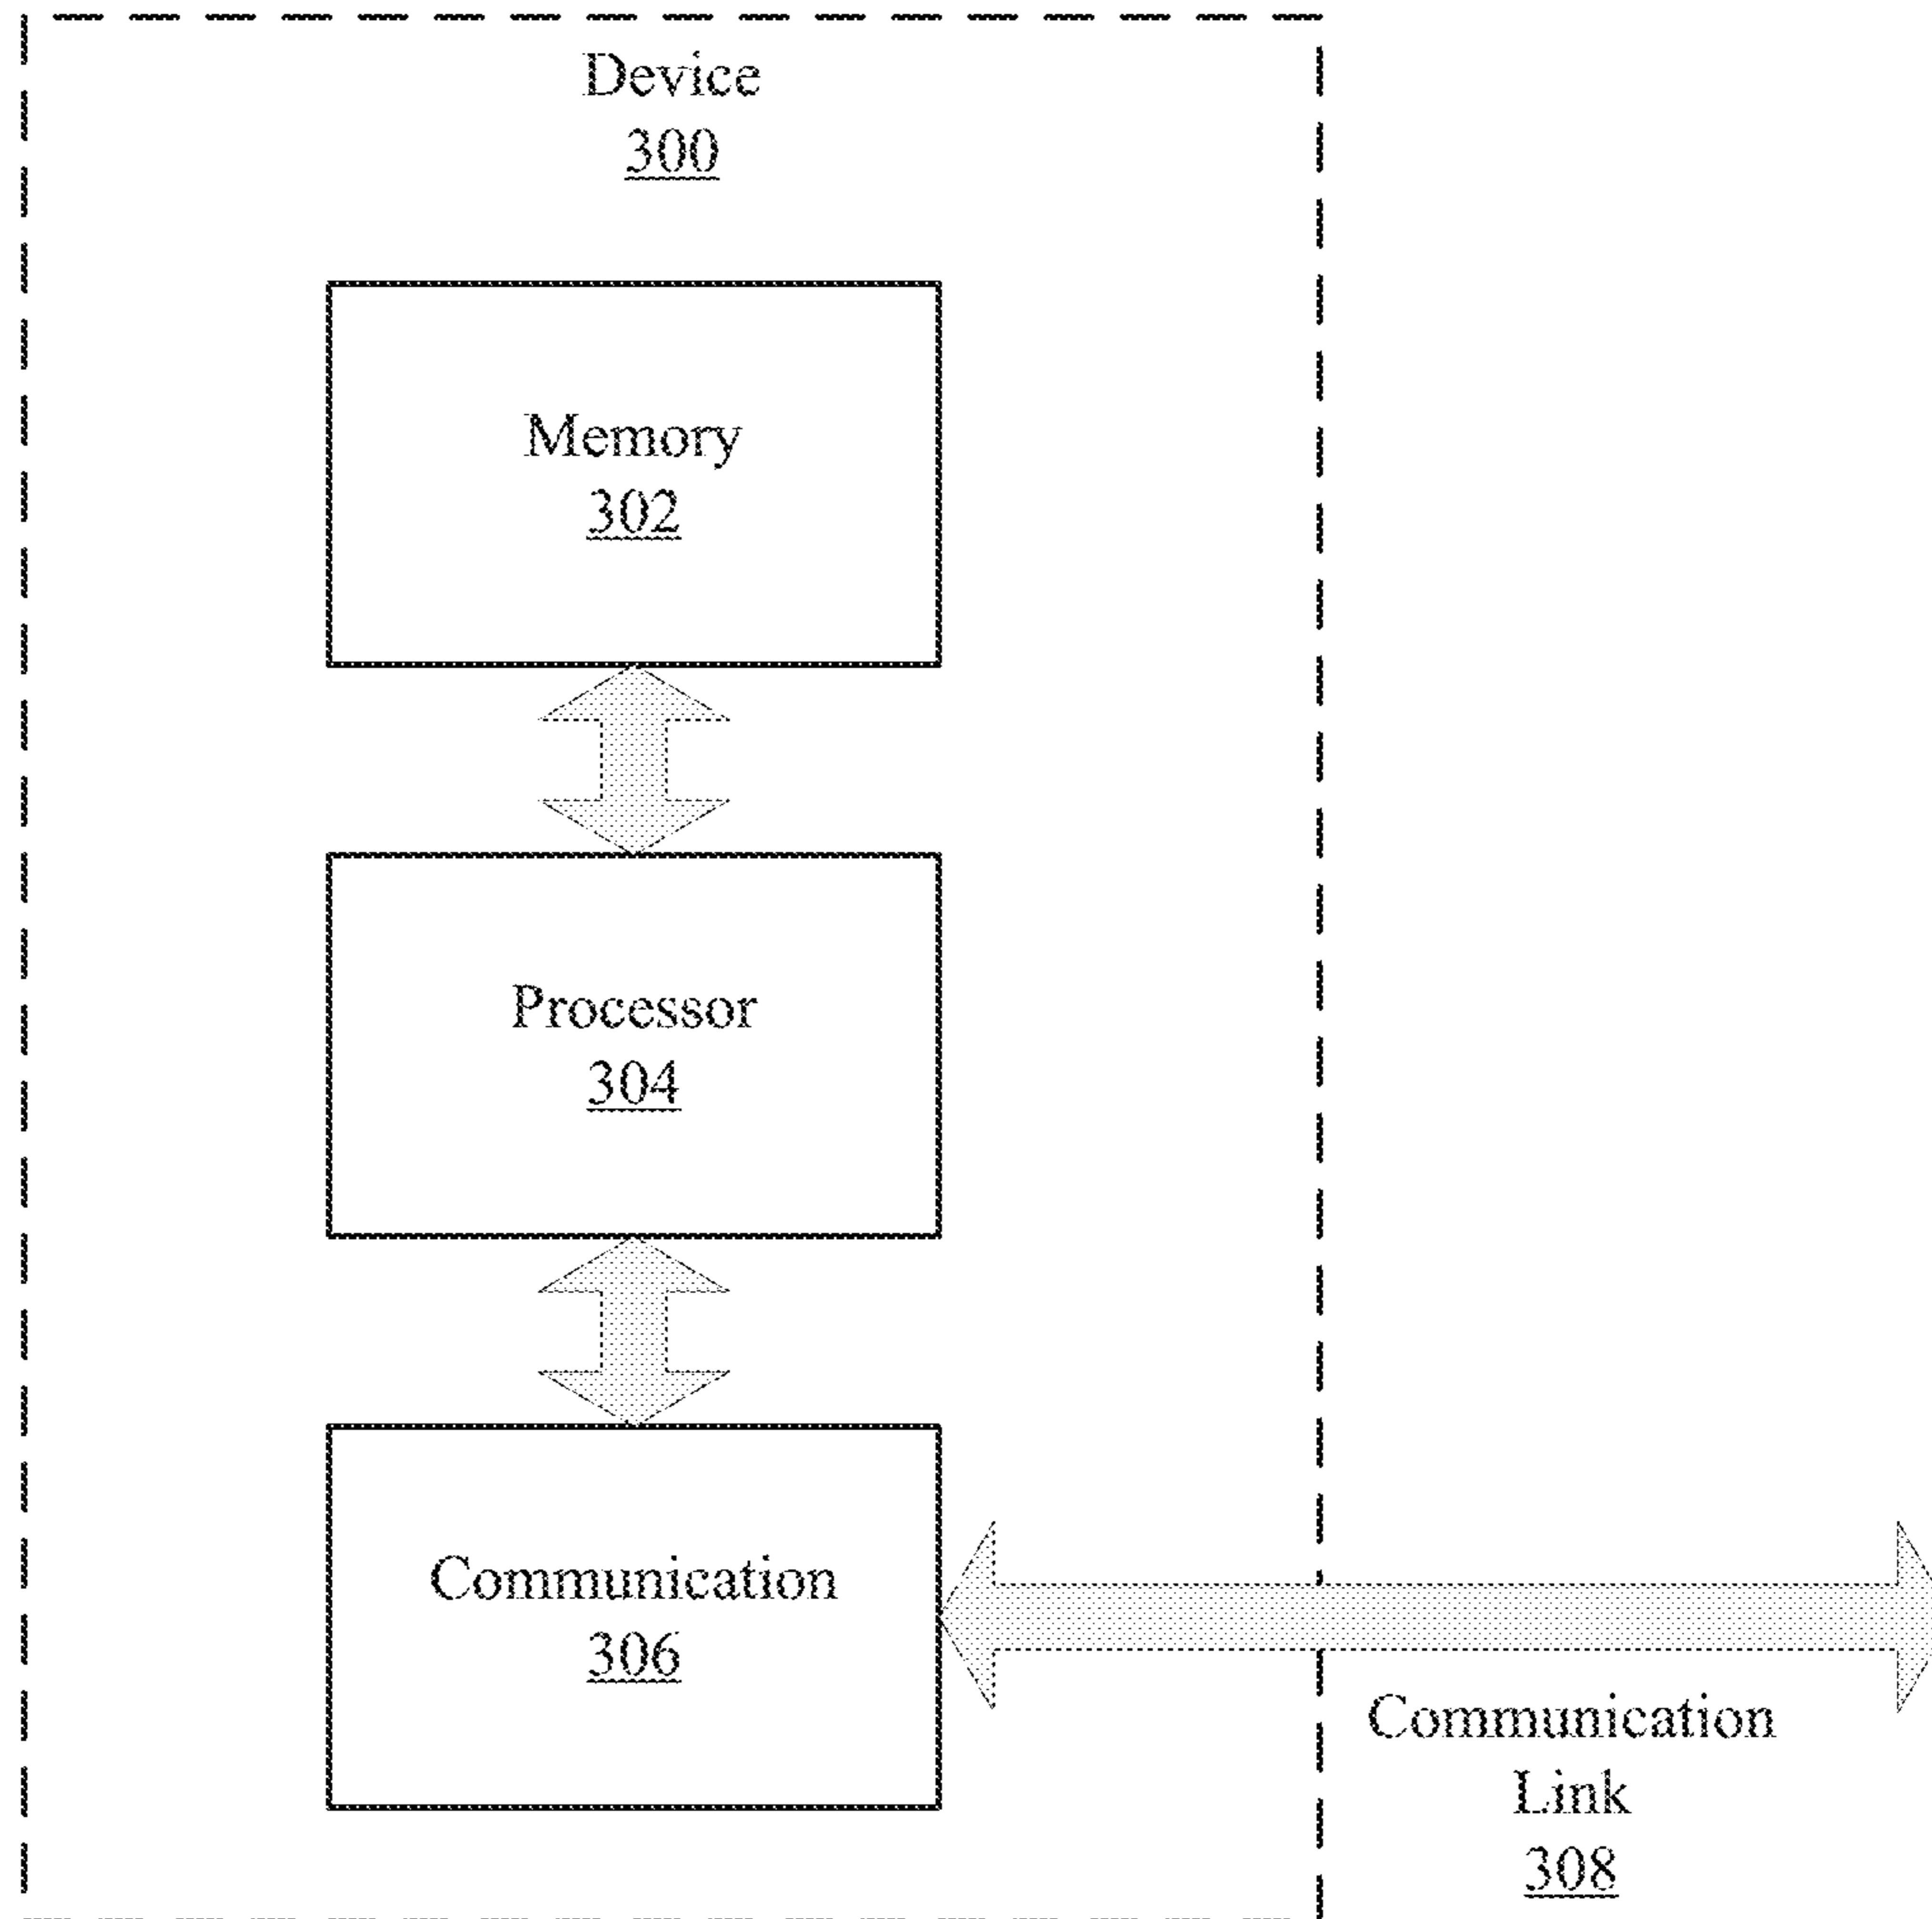 Device
300
Memory
302
Processor
304
Communication
306
Communication
Link
308